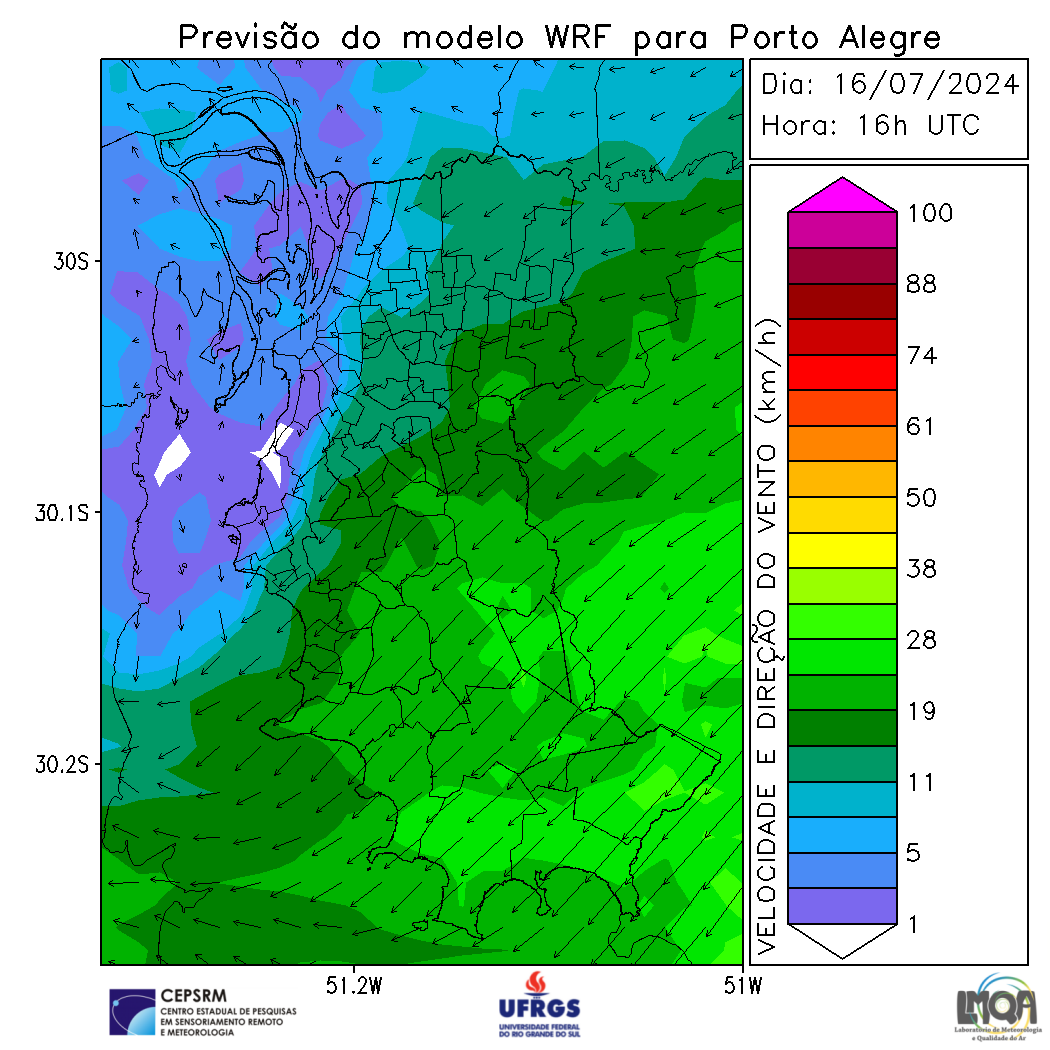 Previsão do modelo WRF para Porto Alegre
Dia: 16/07/2024
Hora: 16h UTC
30S
30.1S
30.2S
51.2W
51W
VELOCIDADE E DIREÇÃO DO VENTO (km/h)
100
88
74
61
50
38
28
19
11
5
1
CEPSRM
CENTRO ESTADUAL DE PESQUISAS
EM SENSORIAMENTO REMOTO
E METEOROLOGIA
UFRGS
UNIVERSIDADE FEDERAL
DO RIO GRANDE DO SUL
LMQA
Laboratório de Meteorologia
e Qualidade do Ar